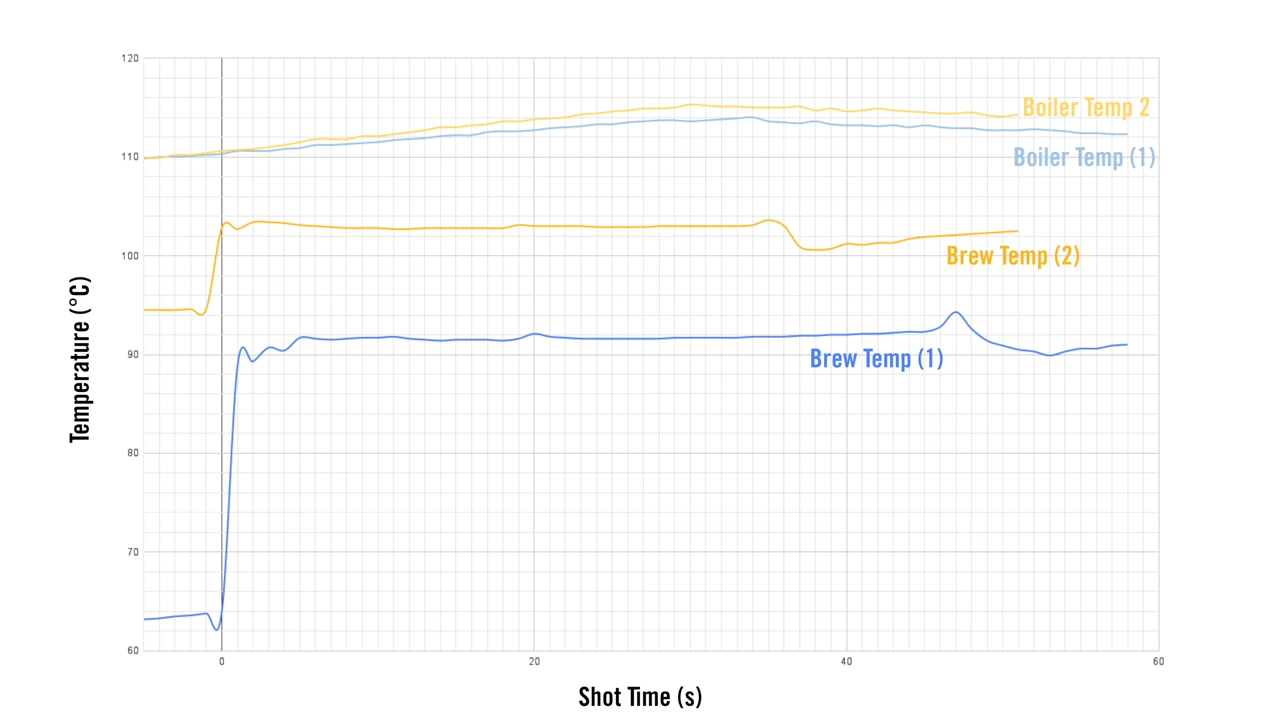 120
Boiler Temp 2
110
Boiler Temp (1)
100
Brew Temp (2)
Temperature (°C)
90
Brew Temp (1)
80
70
60
0
20
40
60
Shot Time (s)